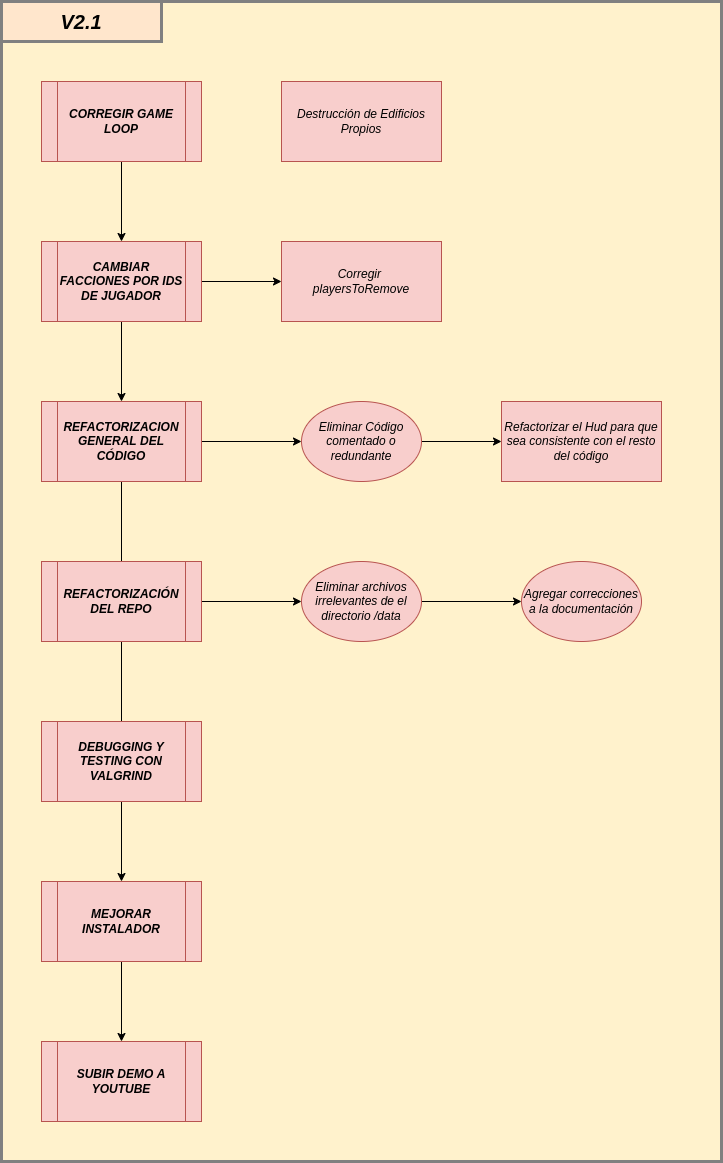 V2.1
CORREGIR GAME
LOOP
Destrucción de Edificios
Propios
CAMBIAR
FACCIONES POR IDS
DE JUGADOR
Corregir
playersToRemove
REFACTORIZACION
GENERAL DEL
CÓDIGO
Eliminar Código
comentado o
redundante
Refactorizar el Hud para que
sea consistente con el resto
del código
REFACTORIZACIÓN
DEL REPO
Eliminar archivos
irrelevantes de el
directorio /data
Agregar correcciones
a la documentación
DEBUGGING Y
TESTING CON
VALGRIND
MEJORAR
INSTALADOR
SUBIR DEMO A
YOUTUBE